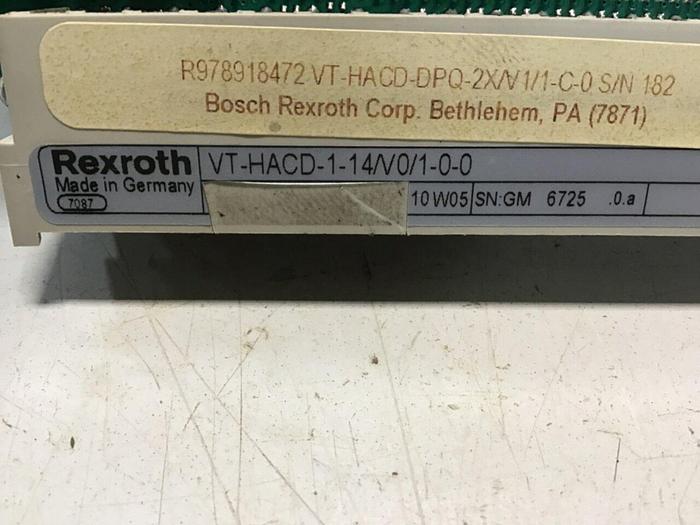 R978918472 VT-HACD-DPQ-2X/V1/1-C-0 S/N 182
Bosch Rexroth Corp. Bethlehem, PA (7871)
Rexroth VT-HACD-1-14/V0/1-0-0
Made in Germany
7087 10 W05 SN:GM 6725 .0.a